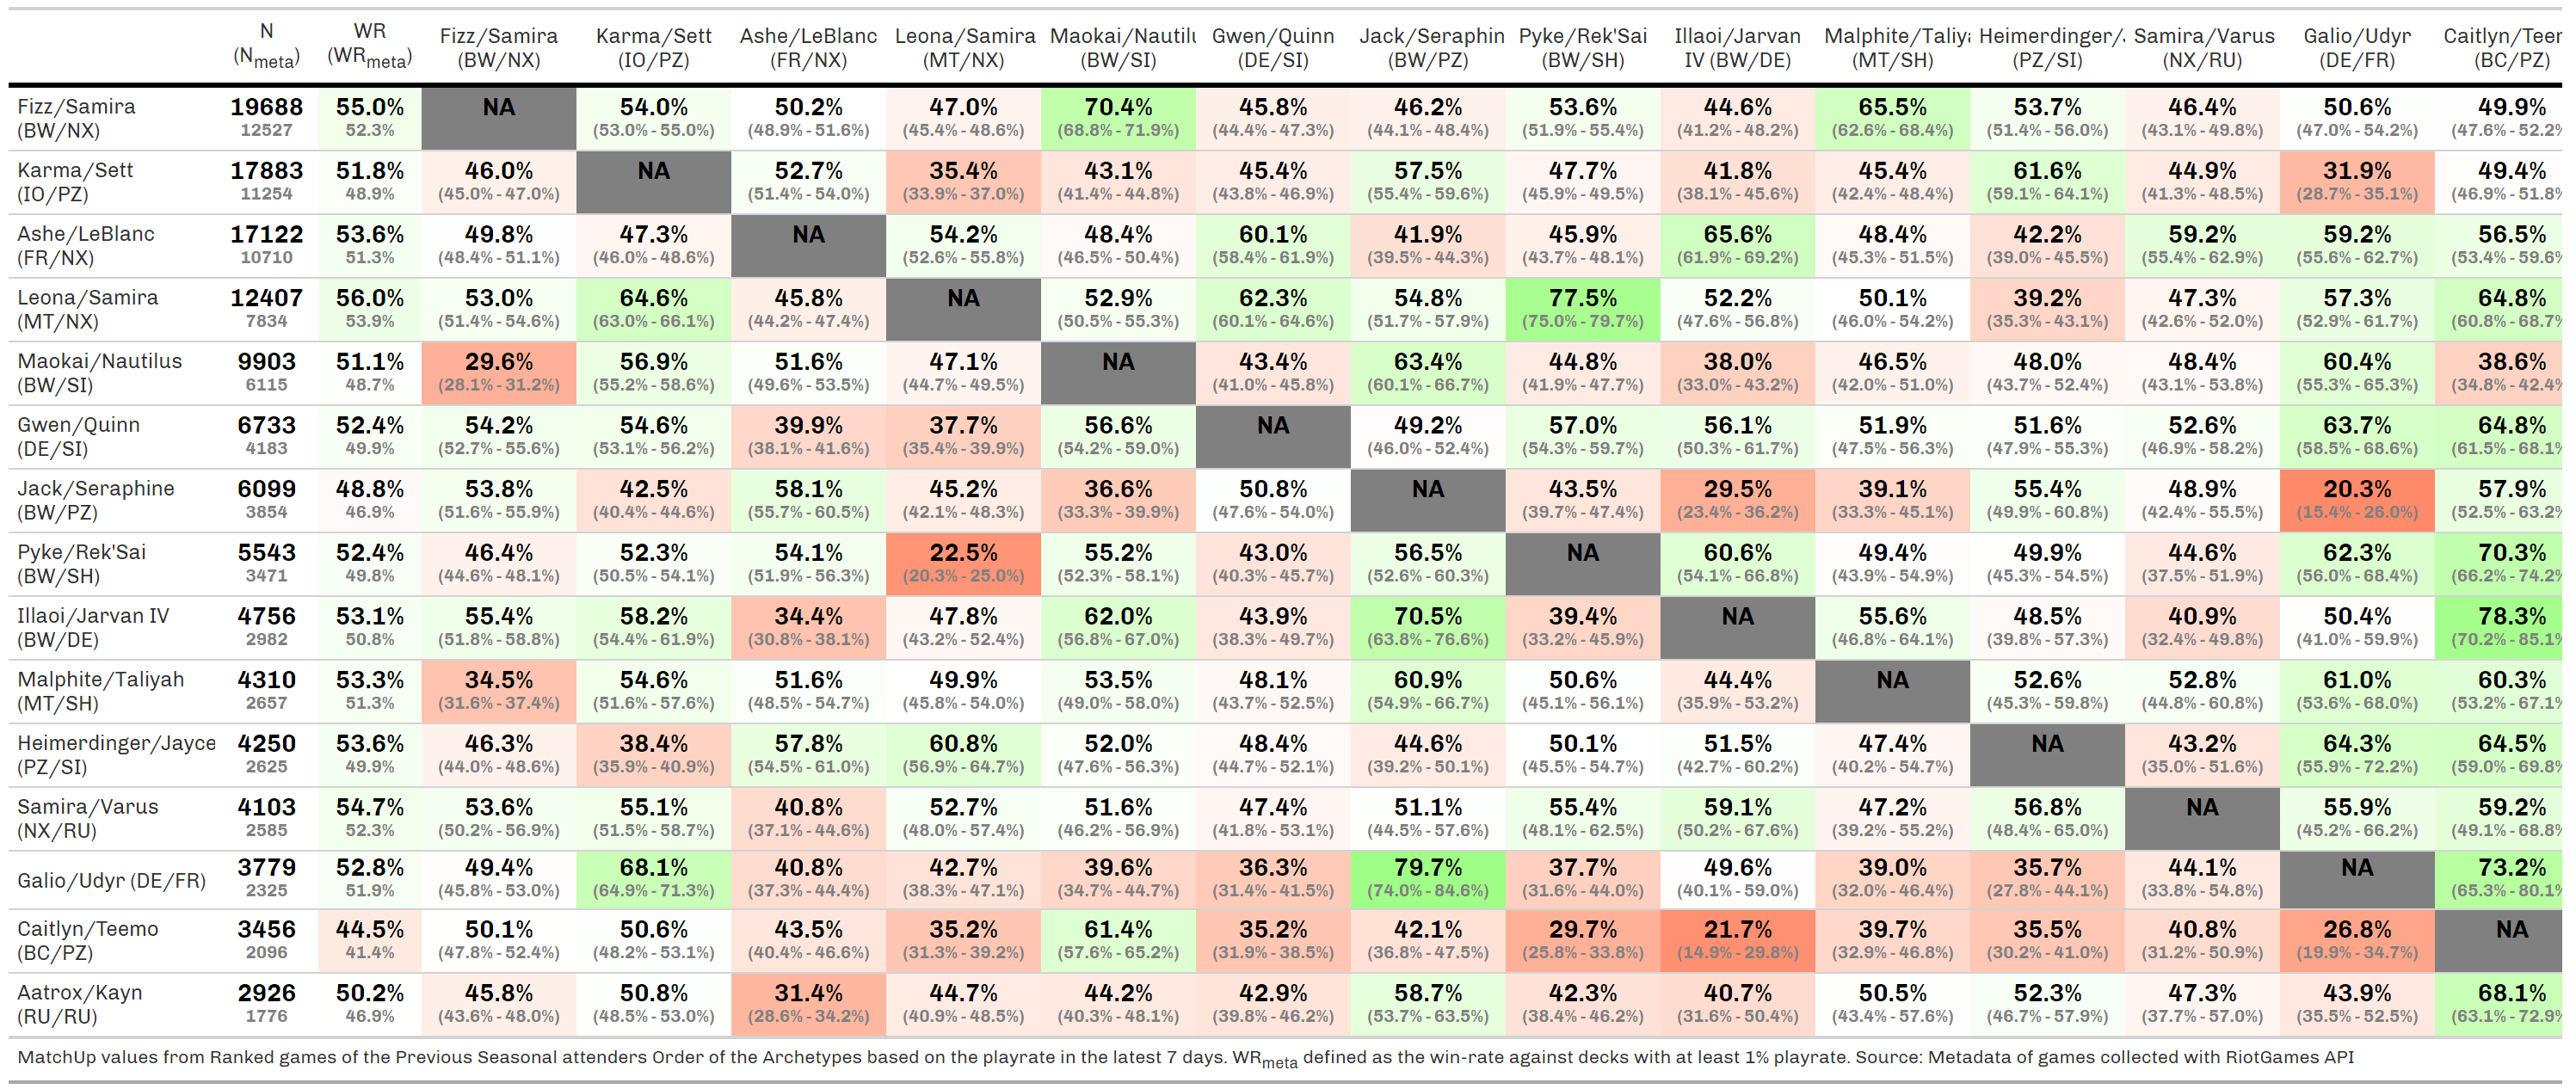 N WR Fizz/Samira Karma/Sett Ashe/LeBlanc Leona/Samira Maokai/Nautilu Gwen/Quinn Jack/Seraphin Pyke/Rek'Sai Illaoi/Jarvan Malphite/Taliya Heimerdinger/J Samira/Varus Galio/Udyr Caitlyn/Teem
(Nmeta) (WRmeta) (BW/NX) (IO/PZ) (FR/NX) (MT/NX) (BW/SI) (DE/SI) (BW/PZ) (BW/SH) IV (BW/DE) (MT/SH) (PZ/SI) (NX/RU) (DE/FR) (BC/PZ)
Fizz/Samira 19688 55.0% NA 54.0% 50.2% 47.0% 70.4% 45.8% 46.2% 53.6% 44.6% 65.5% 53.7% 46.4% 50.6% 49.9%
(BW/NX) 12527 52.3% (53.0% - 55.0%) (48.9% - 51.6%) (45.4% - 48.6%) (68.8% - 71.9%) (44.4% - 47.3%) (44.1% - 48.4%) (51.9% - 55.4%) (41.2% - 48.2%) (62.6% - 68.4%) (51.4% - 56.0%) (43.1% - 49.8%) (47.0% - 54.2%) (47.6% - 52.2%
Karma/Sett 17883 51.8% 46.0% NA 52.7% 35.4% 43.1% 45.4% 57.5% 47.7% 41.8% 45.4% 61.6% 44.9% 31.9% 49.4%
(IO/PZ) 11254 48.9% (45.0% - 47.0%) (51.4% - 54.0%) (33.9% - 37.0%) (41.4% - 44.8%) (43.8% - 46.9%) (55.4% - 59.6%) (45.9% - 49.5%) (38.1% - 45.6%) (42.4% - 48.4%) (59.1% - 64.1%) (41.3% - 48.5%) (28.7% - 35.1%) (46.9% - 51.8%
Ashe/LeBlanc 17122 53.6% 49.8% 47.3% NA 54.2% 48.4% 60.1% 41.9% 45.9% 65.6% 48.4% 42.2% 59.2% 59.2% 56.5%
(FR/NX) 10710 51.3% (48.4% - 51.1%) (46.0% - 48.6%) (52.6% - 55.8%) (46.5% - 50.4%) (58.4% - 61.9%) (39.5% - 44.3%) (43.7% - 48.1%) (61.9% - 69.2%) (45.3% - 51.5%) (39.0% - 45.5%) (55.4% - 62.9%) (55.6% - 62.7%) (53.4% - 59.6%
Leona/Samira 12407 56.0% 53.0% 64.6% 45.8% NA 52.9% 62.3% 54.8% 77.5% 52.2% 50.1% 39.2% 47.3% 57.3% 64.8%
(MT/NX) 7834 53.9% (51.4% - 54.6%) (63.0% - 66.1%) (44.2% - 47.4%) (50.5% - 55.3%) (60.1% - 64.6%) (51.7% - 57.9%) (75.0% - 79.7%) (47.6% - 56.8%) (46.0% - 54.2%) (35.3% - 43.1%) (42.6% - 52.0%) (52.9% - 61.7%) (60.8% - 68.7%
Maokai/Nautilus 9903 51.1% 29.6% 56.9% 51.6% 47.1% NA 43.4% 63.4% 44.8% 38.0% 46.5% 48.0% 48.4% 60.4% 38.6%
(BW/SI) 6115 48.7% (28.1% - 31.2%) (55.2% - 58.6%) (49.6% - 53.5%) (44.7% - 49.5%) (41.0% - 45.8%) (60.1% - 66.7%) (41.9% - 47.7%) (33.0% - 43.2%) (42.0% - 51.0%) (43.7% - 52.4%) (43.1% - 53.8%) (55.3% - 65.3%) (34.8% - 42.4%
Gwen/Quinn 6733 52.4% 54.2% 54.6% 39.9% 37.7% 56.6% NA 49.2% 57.0% 56.1% 51.9% 51.6% 52.6% 63.7% 64.8%
(DE/SI) 4183 49.9% (52.7% - 55.6%) (53.1% - 56.2%) (38.1% - 41.6%) (35.4% - 39.9%) (54.2% - 59.0%) (46.0% - 52.4%) (54.3% - 59.7%) (50.3% - 61.7%) (47.5% - 56.3%) (47.9% - 55.3%) (46.9% - 58.2%) (58.5% - 68.6%) (61.5% - 68.1%
Jack/Seraphine 6099 48.8% 53.8% 42.5% 58.1% 45.2% 36.6% 50.8% NA 43.5% 29.5% 39.1% 55.4% 48.9% 20.3% 57.9%
(BW/PZ) 3854 46.9% (51.6% - 55.9%) (40.4% - 44.6%) (55.7% - 60.5%) (42.1% - 48.3%) (33.3% - 39.9%) (47.6% - 54.0%) (39.7% - 47.4%) (23.4% - 36.2%) (33.3% - 45.1%) (49.9% - 60.8%) (42.4% - 55.5%) (15.4% - 26.0%) (52.5% - 63.2%
Pyke/Rek'Sai 5543 52.4% 46.4% 52.3% 54.1% 22.5% 55.2% 43.0% 56.5% NA 60.6% 49.4% 49.9% 44.6% 62.3% 70.3%
(BW/SH) 3471 49.8% (44.6% - 48.1%) (50.5% - 54.1%) (51.9% - 56.3%) (20.3% - 25.0%) (52.3% - 58.1%) (40.3% - 45.7%) (52.6% - 60.3%) (54.1% - 66.8%) (43.9% - 54.9%) (45.3% - 54.5%) (37.5% - 51.9%) (56.0% - 68.4%) (66.2% - 74.2%
Illaoi/Jarvan IV 4756 53.1% 55.4% 58.2% 34.4% 47.8% 62.0% 43.9% 70.5% 39.4% NA 55.6% 48.5% 40.9% 50.4% 78.3%
(BW/DE) 2982 50.8% (51.8% - 58.8%) (54.4% - 61.9%) (30.8% - 38.1%) (43.2% - 52.4%) (56.8% - 67.0%) (38.3% - 49.7%) (63.8% - 76.6%) (33.2% - 45.9%) (46.8% - 64.1%) (39.8% - 57.3%) (32.4% - 49.8%) (41.0% - 59.9%) (70.2% - 85.1%
Malphite/Taliyah 4310 53.3% 34.5% 54.6% 51.6% 49.9% 53.5% 48.1% 60.9% 50.6% 44.4% NA 52.6% 52.8% 61.0% 60.3%
(MT/SH) 2657 51.3% (31.6% - 37.4%) (51.6% - 57.6%) (48.5% - 54.7%) (45.8% - 54.0%) (49.0% - 58.0%) (43.7% - 52.5%) (54.9% - 66.7%) (45.1% - 56.1%) (35.9% - 53.2%) (45.3% - 59.8%) (44.8% - 60.8%) (53.6% - 68.0%) (53.2% - 67.1%
Heimerdinger/Jayce 4250 53.6% 46.3% 38.4% 57.8% 60.8% 52.0% 48.4% 44.6% 50.1% 51.5% 47.4% NA 43.2% 64.3% 64.5%
(PZ/SI) 2625 49.9% (44.0% - 48.6%) (35.9% - 40.9%) (54.5% - 61.0%) (56.9% - 64.7%) (47.6% - 56.3%) (44.7% - 52.1%) (39.2% - 50.1%) (45.5% - 54.7%) (42.7% - 60.2%) (40.2% - 54.7%) (35.0% - 51.6%) (55.9% - 72.2%) (59.0% - 69.8%
Samira/Varus 4103 54.7% 53.6% 55.1% 40.8% 52.7% 51.6% 47.4% 51.1% 55.4% 59.1% 47.2% 56.8% NA 55.9% 59.2%
(NX/RU) 2585 52.3% (50.2% - 56.9%) (51.5% - 58.7%) (37.1% - 44.6%) (48.0% - 57.4%) (46.2% - 56.9%) (41.8% - 53.1%) (44.5% - 57.6%) (48.1% - 62.5%) (50.2% - 67.6%) (39.2% - 55.2%) (48.4% - 65.0%) (45.2% - 66.2%) (49.1% - 68.8%
Galio/Udyr (DE/FR) 3779 52.8% 49.4% 68.1% 40.8% 42.7% 39.6% 36.3% 79.7% 37.7% 49.6% 39.0% 35.7% 44.1% NA 73.2%
2325 51.9% (45.8% - 53.0%) (64.9% - 71.3%) (37.3% - 44.4%) (38.3% - 47.1%) (34.7% - 44.7%) (31.4% - 41.5%) (74.0% - 84.6%) (31.6% - 44.0%) (40.1% - 59.0%) (32.0% - 46.4%) (27.8% - 44.1%) (33.8% - 54.8%) (65.3% - 80.1%
Caitlyn/Teemo 3456 44.5% 50.1% 50.6% 43.5% 35.2% 61.4% 35.2% 42.1% 29.7% 21.7% 39.7% 35.5% 40.8% 26.8% NA
(BC/PZ) 2096 41.4% (47.8% - 52.4%) (48.2% - 53.1%) (40.4% - 46.6%) (31.3% - 39.2%) (57.6% - 65.2%) (31.9% - 38.5%) (36.8% - 47.5%) (25.8% - 33.8%) (14.9% - 29.8%) (32.9% - 46.8%) (30.2% - 41.0%) (31.2% - 50.9%) (19.9% - 34.7%)
Aatrox/Kayn 2926 50.2% 45.8% 50.8% 31.4% 44.7% 44.2% 42.9% 58.7% 42.3% 40.7% 50.5% 52.3% 47.3% 43.9% 68.1%
(RU/RU) 1776 46.9% (43.6% - 48.0%) (48.5% - 53.0%) (28.6% - 34.2%) (40.9% - 48.5%) (40.3% - 48.1%) (39.8% - 46.2%) (53.7% - 63.5%) (38.4% - 46.2%) (31.6% - 50.4%) (43.4% - 57.6%) (46.7% - 57.9%) (37.7% - 57.0%) (35.5% - 52.5%) (63.1% - 72.9%
MatchUp values from Ranked games of the Previous Seasonal attenders Order of the Archetypes based on the playrate in the latest 7 days. WRmeta defined as the win-rate against decks with at least 1% playrate. Source: Metadata of games collected with RiotGames API